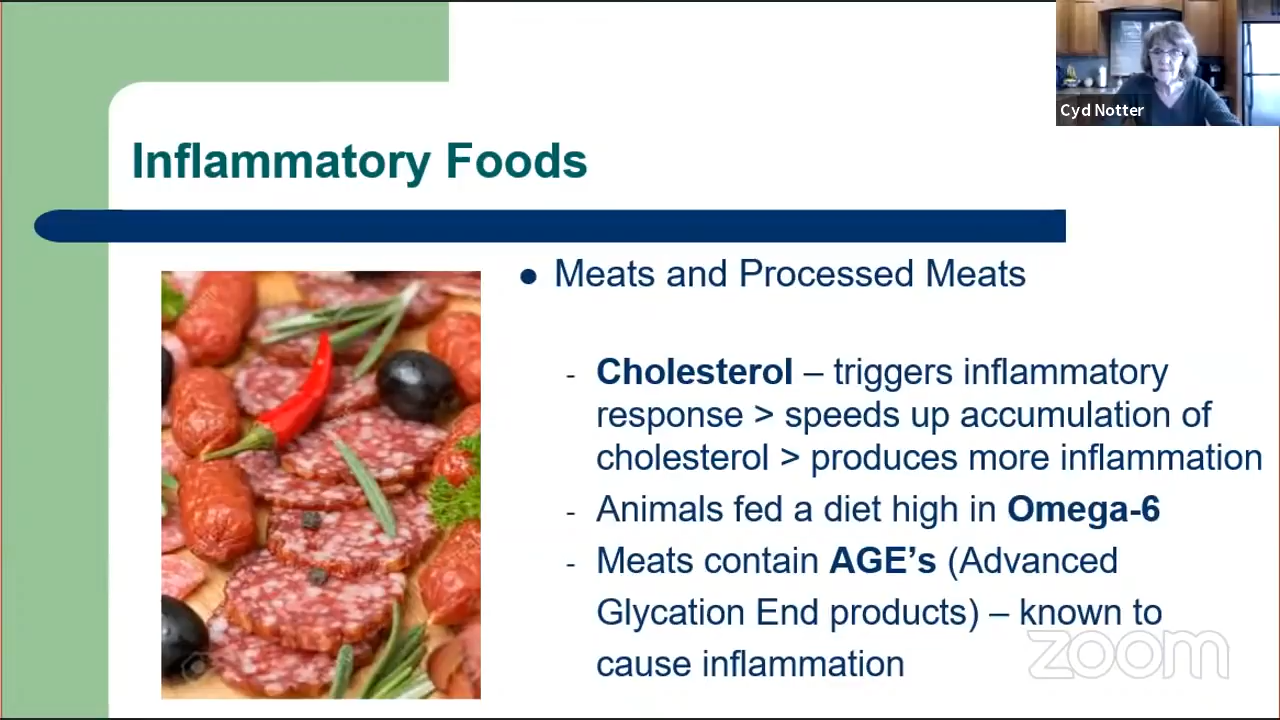 Cyd Notter
Inflammatory Foods
● Meats and Processed Meats
- Cholesterol – triggers inflammatory
response > speeds up accumulation of
cholesterol > produces more inflammation
- Animals fed a diet high in Omega-6
- Meats contain AGE’s (Advanced
Glycation End products) – known to
cause inflammation
zoom